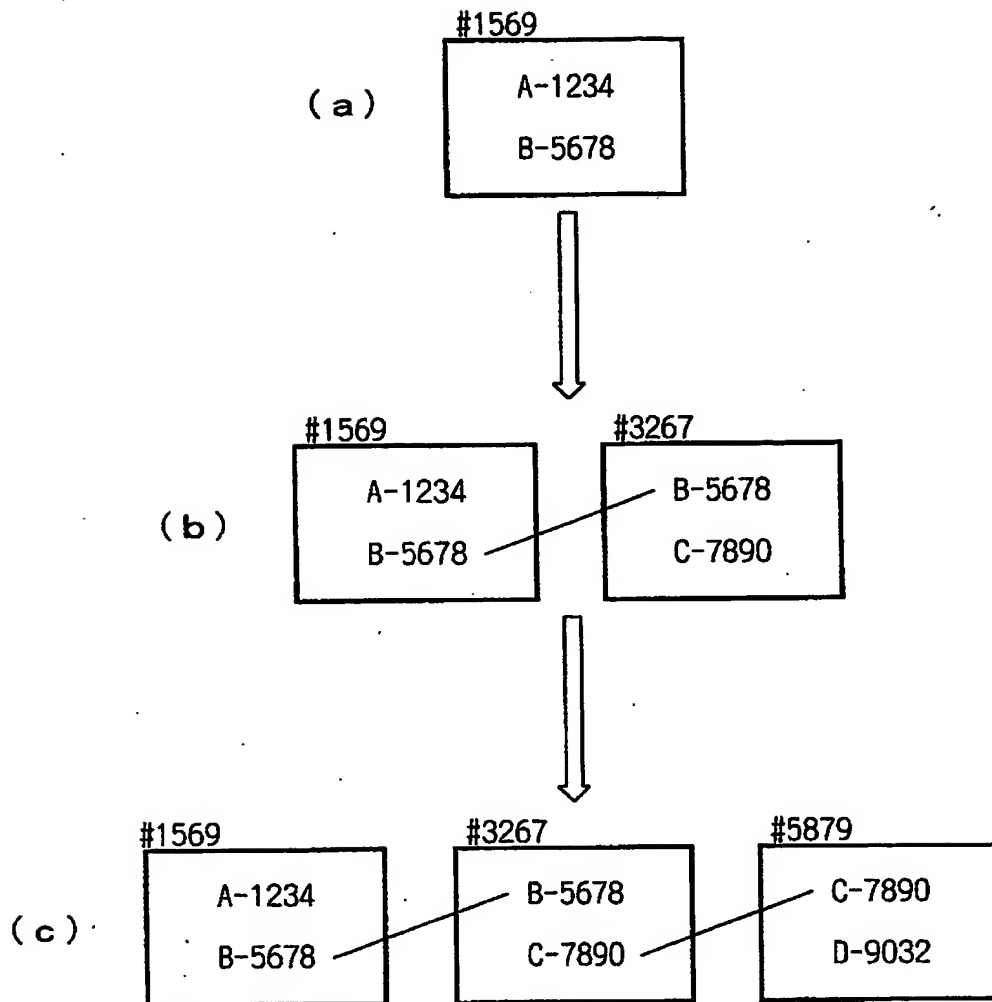 #1569
(a)
A-1234
B-5678
#1569 #3267
(b)
A-1234 B-5678
B-5678 C-7890
#1569 #3267 #5879
(c)
A-1234 B-5678 C-7890
B-5678 C-7890 D-9032